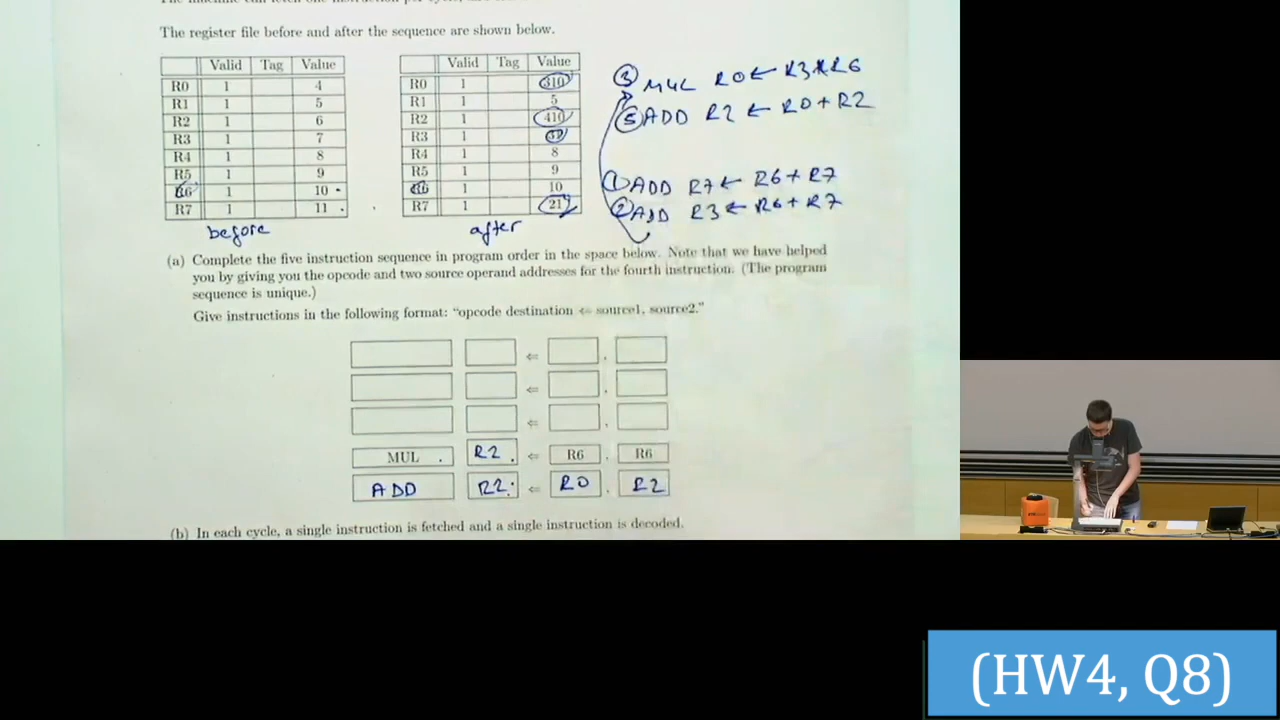 The register file before and after the sequence are shown below.
Valid Tag Value
R0 1 4
R1 1 5
R2 1 6
R3 1 7
R4 1 8
R5 1 9
R6 1 10
R7 1 11
before
Valid Tag Value
R0 1 310
R1 1 5
R2 1 410
R3 1 31
R4 1 8
R5 1 9
R6 1 10
R7 1 21
after
③ MUL R0 ← R3 * R6
⑤ ADD R2 ← R0 + R2
① ADD R7 ← R6 + R7
② ADD R3 ← R6 + R7
(a) Complete the five instruction sequence in program order in the space below. Note that we have helped
you by giving you the opcode and two source operand addresses for the fourth instruction. (The program
sequence is unique.)
Give instructions in the following format: "opcode destination ⇐ source1, source2."
⇐ ,
⇐ ,
⇐ ,
MUL R2 ⇐ R6 , R6
ADD R2 ⇐ R0 , R2
(b) In each cycle, a single instruction is fetched and a single instruction is decoded.
(HW4, Q8)